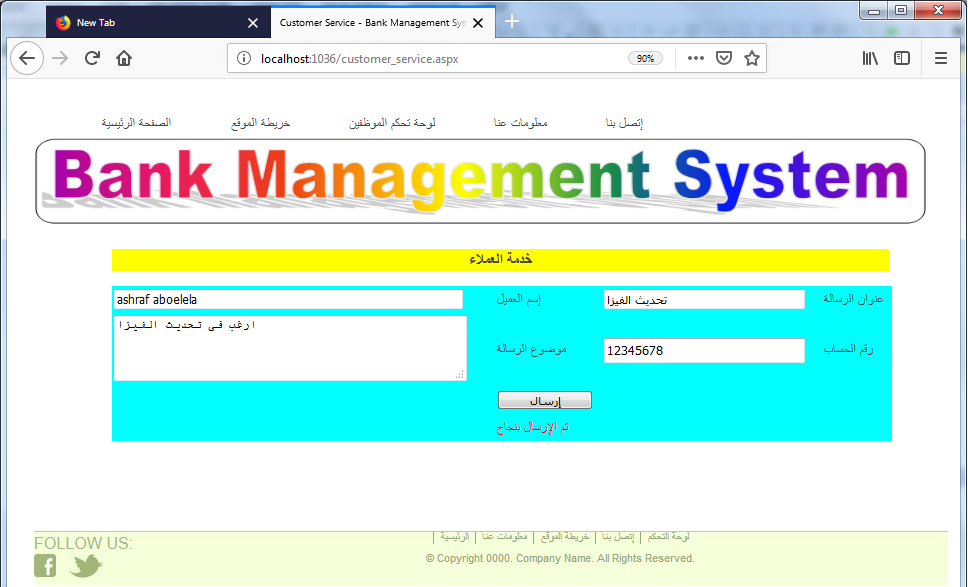 New Tab
Customer Service - Bank Management Sys
localhost:1036/customer_service.aspx
90%
الصفحة الرئيسية
خريطة الموقع
لوحة تحكم الموظفين
معلومات عنا
إتصل بنا
Bank Management System
خدمة العملاء
عنوان الرسالة
تحديث الفيزا
إسم العميل
ashraf aboelela
رقم الحساب
12345678
موضوع الرسالة
ارغب فى تحديث الفيزا
إرسال
تم الإرسال بنجاح
FOLLOW US:
| الرئيسية | معلومات عنا | خريطة الموقع | إتصل بنا | لوحة التحكم
© Copyright 0000. Company Name. All Rights Reserved.